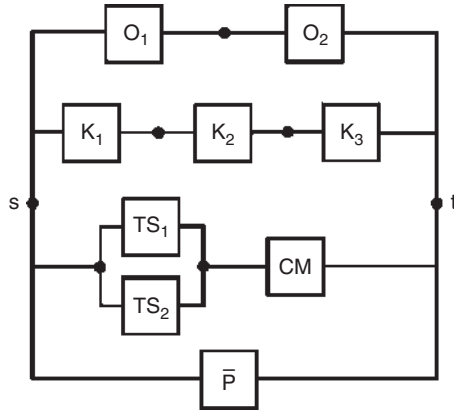 O₁ O₂
K₁ K₂ K₃
s t
TS₁
CM
TS₂
P̅